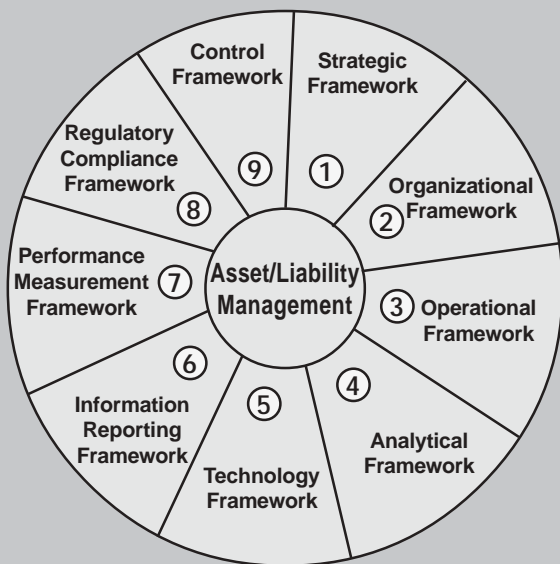 Asset/Liability
Management
Strategic
Framework
1
Organizational
Framework
2
Operational
Framework
3
Analytical
Framework
4
Technology
Framework
5
Information
Reporting
Framework
6
Performance
Measurement
Framework
7
Regulatory
Compliance
Framework
8
Control
Framework
9